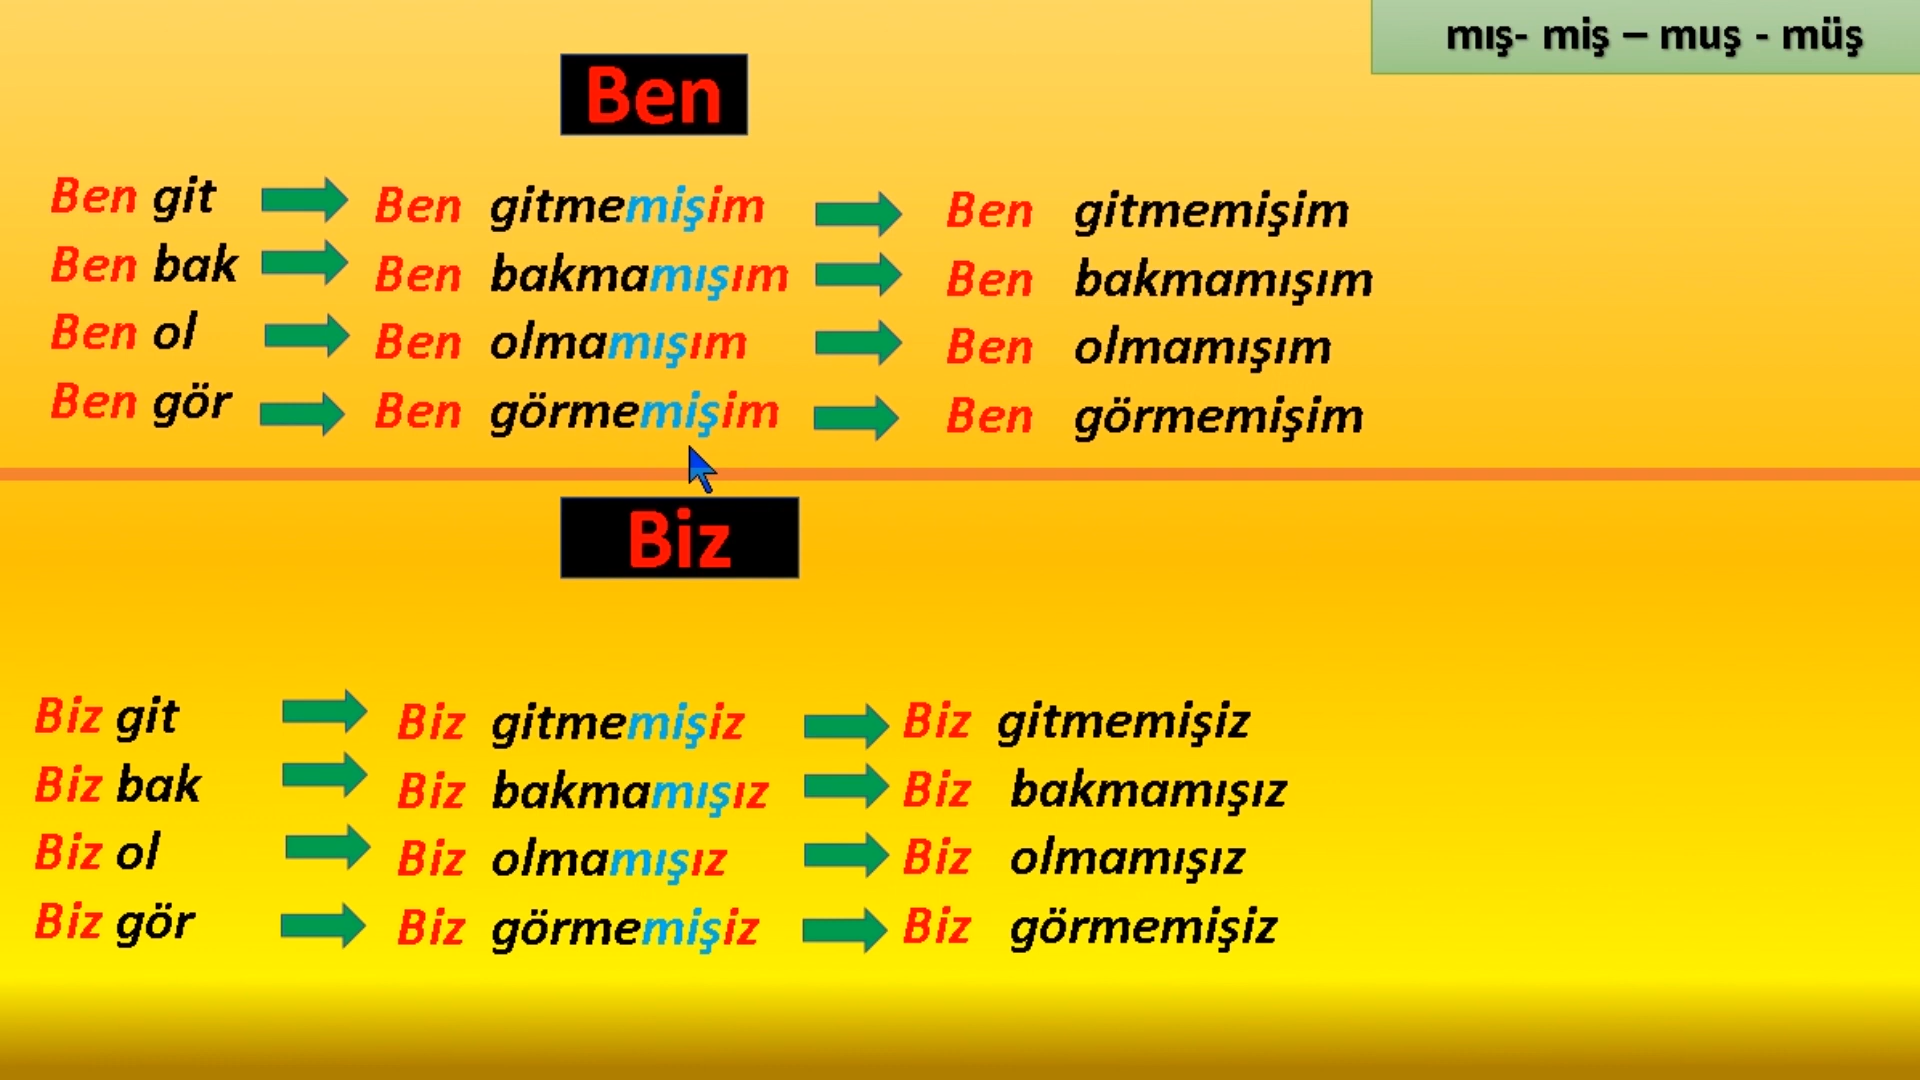 mış- miş – muş - müş
Ben
Ben git Ben gitmemişim Ben gitmemişim
Ben bak Ben bakmamışım Ben bakmamışım
Ben ol Ben olmamışım Ben olmamışım
Ben gör Ben görmemişim Ben görmemişim
Biz
Biz git Biz gitmemişiz Biz gitmemişiz
Biz bak Biz bakmamışız Biz bakmamışız
Biz ol Biz olmamışız Biz olmamışız
Biz gör Biz görmemişiz Biz görmemişiz